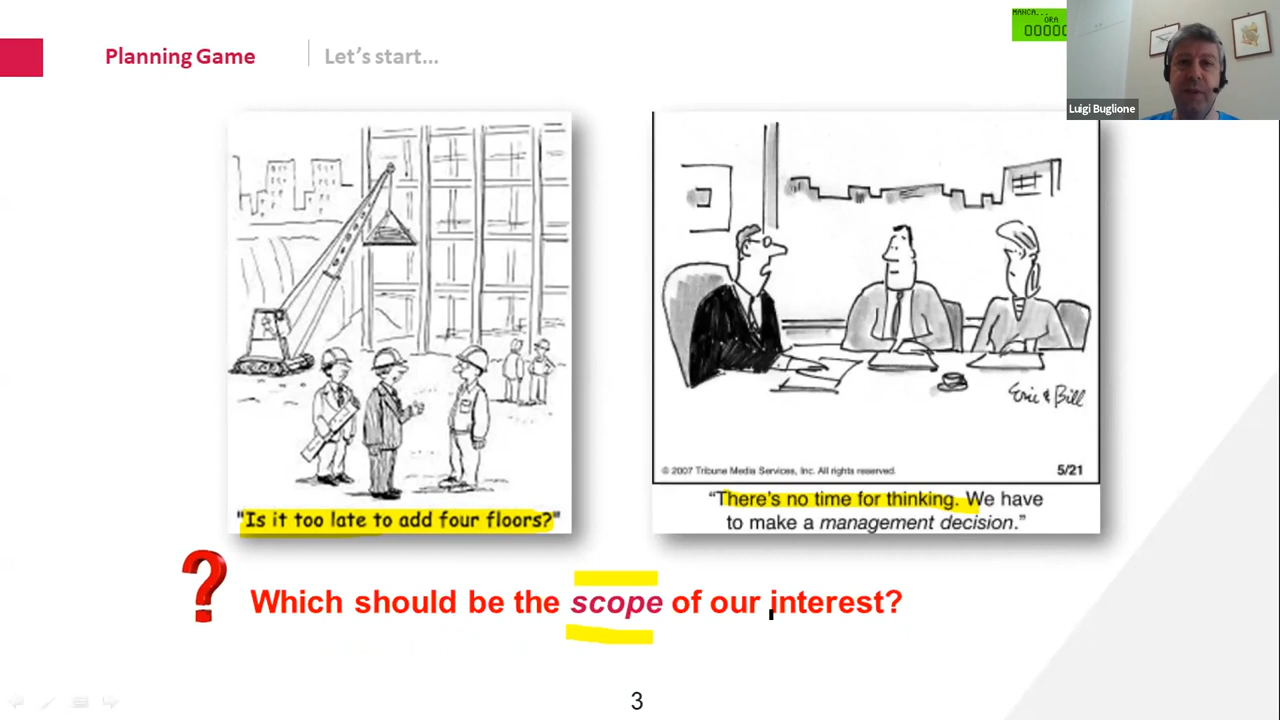 Planning Game
Let's start...
MANCA...
ORA
Luigi Buglione
Eric & Bill
© 2007 Tribune Media Services, Inc. All rights reserved.
5/21
"Is it too late to add four floors?"
"There's no time for thinking. We have
to make a management decision."
?
Which should be the scope of our interest?
3